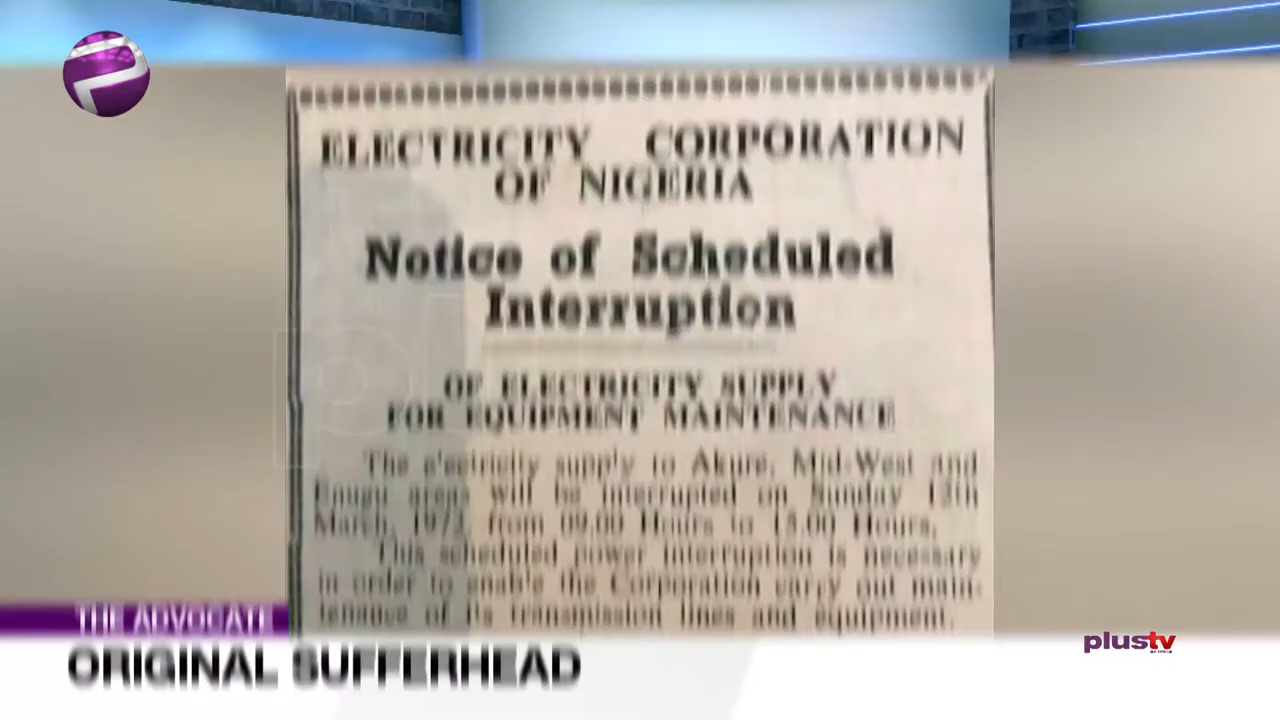 ELECTRICITY CORPORATION
OF NIGERIA
Notice of Scheduled
Interruption
OF ELECTRICITY SUPPLY
FOR EQUIPMENT MAINTENANCE
The electricity supply to Akure, Mid-West and
Enugu areas will be interrupted on Sunday 12th
March, 1972 from 09.00 Hours to 15.00 Hours.
This scheduled power interruption is necessary
in order to enable the Corporation carry out main-
tenance of its transmission lines and equipment.
THE ADVOCATE
ORIGINAL SUFFERHEAD
plustv